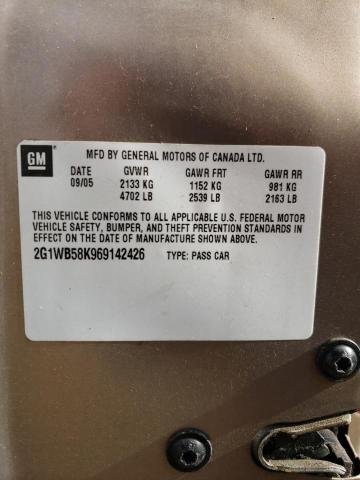 GM
MFD BY GENERAL MOTORS OF CANADA LTD.
DATE GVWR GAWR FRT GAWR RR
09/05 2133 KG 1152 KG 981 KG
4702 LB 2539 LB 2163 LB
THIS VEHICLE CONFORMS TO ALL APPLICABLE U.S. FEDERAL MOTOR
VEHICLE SAFETY, BUMPER, AND THEFT PREVENTION STANDARDS IN
EFFECT ON THE DATE OF MANUFACTURE SHOWN ABOVE.
2G1WB58K969142426 TYPE: PASS CAR